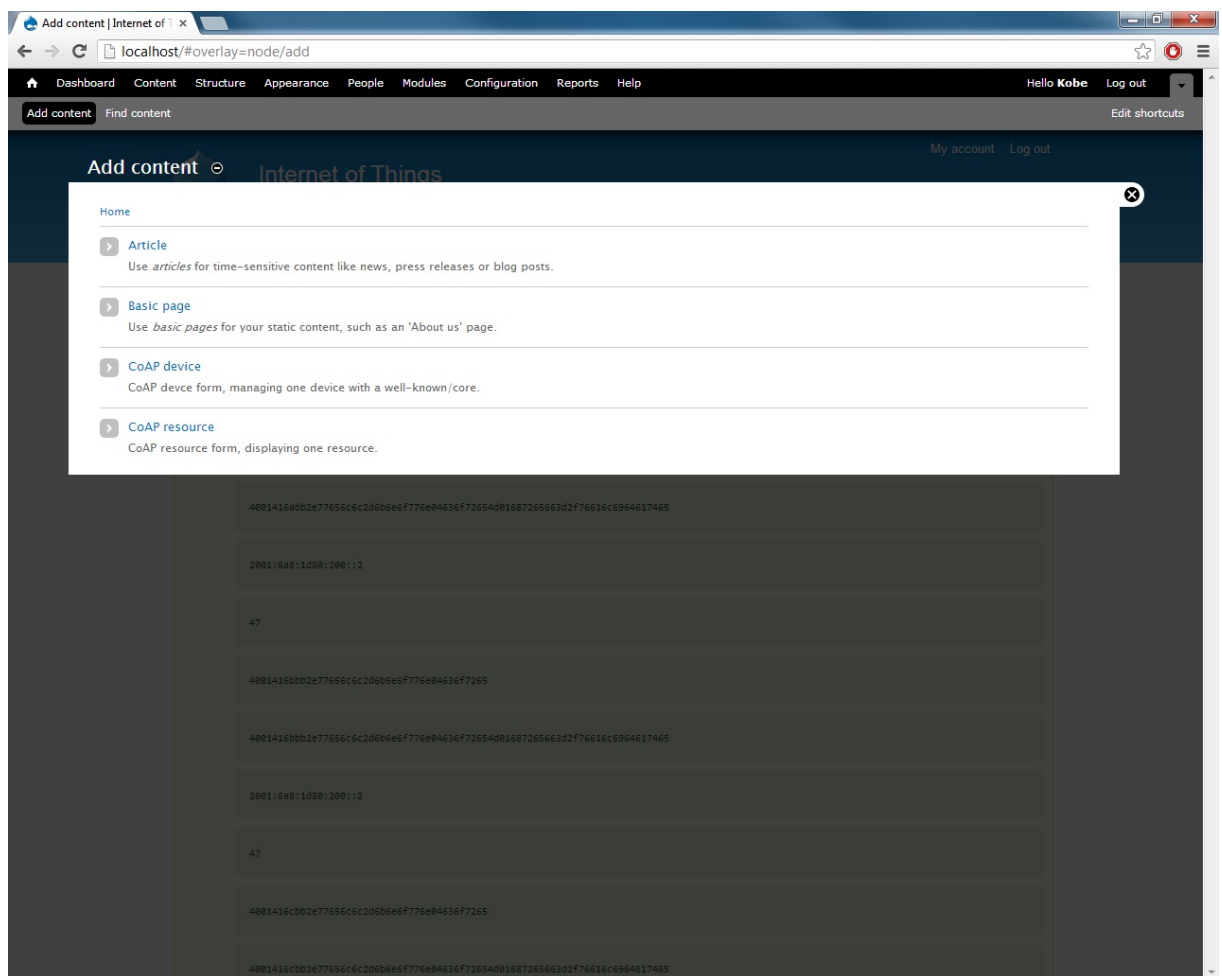 Add content | Internet of T
localhost/#overlay=node/add
Dashboard Content Structure Appearance People Modules Configuration Reports Help Hello Kobe Log out
Add content Find content Edit shortcuts
My account Log out
Add content
Internet of Things
Home
Article
Use articles for time-sensitive content like news, press releases or blog posts.
Basic page
Use basic pages for your static content, such as an 'About us' page.
CoAP device
CoAP devce form, managing one device with a well-known/core.
CoAP resource
CoAP resource form, displaying one resource.
4001416abb2e77656c6c2d6b6e6f776e04636f72654d01687265663d2f76616c6964617465
2001:6a8:1d80:200::2
47
4001416bbb2e77656c6c2d6b6e6f776e04636f7265
4001416bbb2e77656c6c2d6b6e6f776e04636f72654d01687265663d2f76616c6964617465
2001:6a8:1d80:200::2
47
4001416cbb2e77656c6c2d6b6e6f776e04636f7265
4001416cbb2e77656c6c2d6b6e6f776e04636f72654d01687265663d2f76616c6964617465